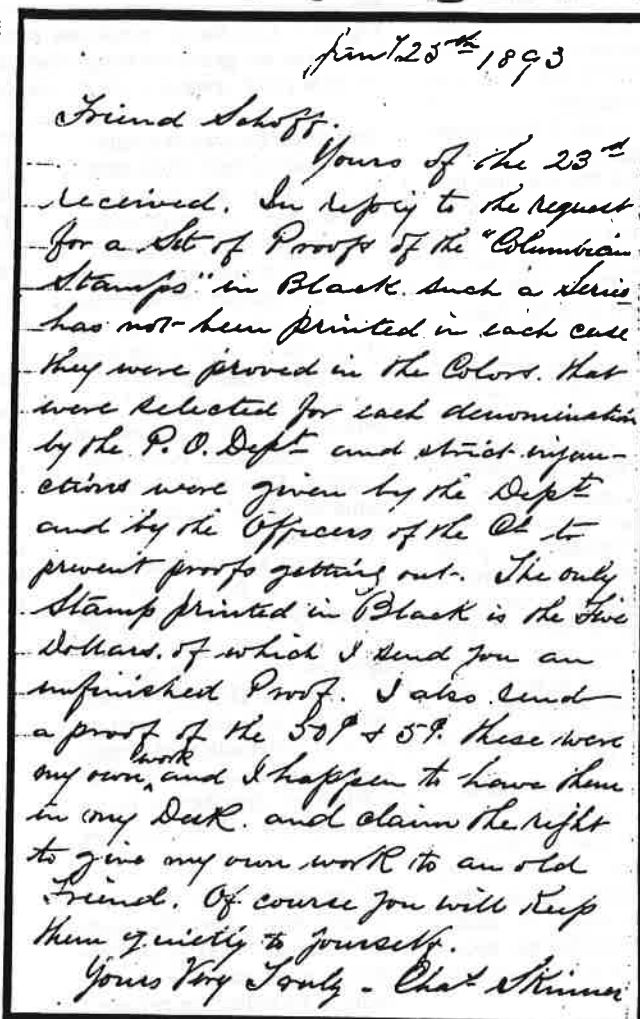 25th 1893
Friend Schoff.
Yours of the 23rd
received. In reply to the request
for a Set of Proofs of the "Columbian
Stamps" in Black. such a Series
has not been printed in each case
they were proved in the Colors. that
were selected for each denomination
by the P. O. Dept and strict injun-
ctions were given by the Dept
and by the Officers of the Co to
prevent proofs getting out. The only
Stamp printed in Black is the Five
Dollars. of which I send you an
unfinished Proof. I also send
a proof of the 50¢ & 5¢. these were
my own work and I happen to have them
in my Desk. and claim the right
to give my own work to an old
Friend. Of course you will keep
them quietly to yourself.
Yours Very Truly - Chas Skinner